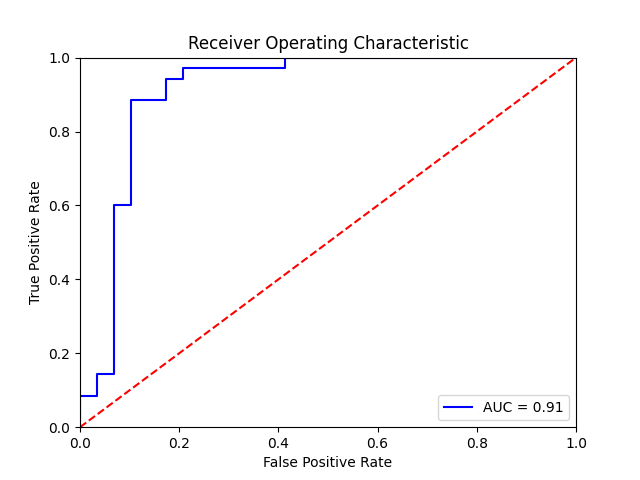 Receiver Operating Characteristic
True Positive Rate
1.0
0.8
0.6
0.4
0.2
0.0
AUC = 0.91
0.0 0.2 0.4 0.6 0.8 1.0
False Positive Rate